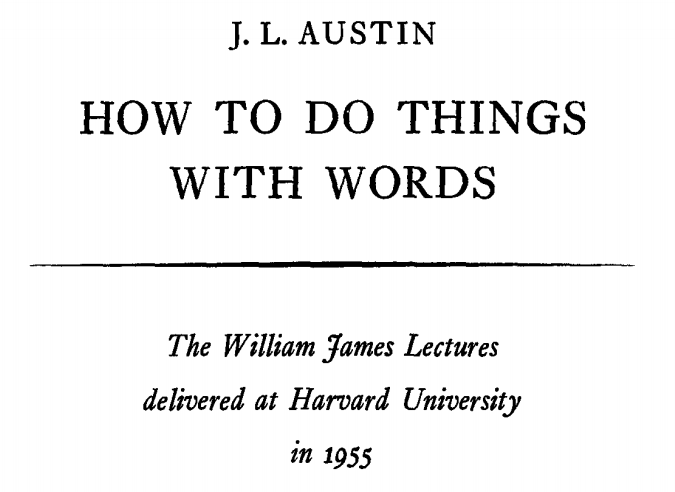 J. L. AUSTIN
HOW TO DO THINGS
WITH WORDS
The William James Lectures
delivered at Harvard University
in 1955